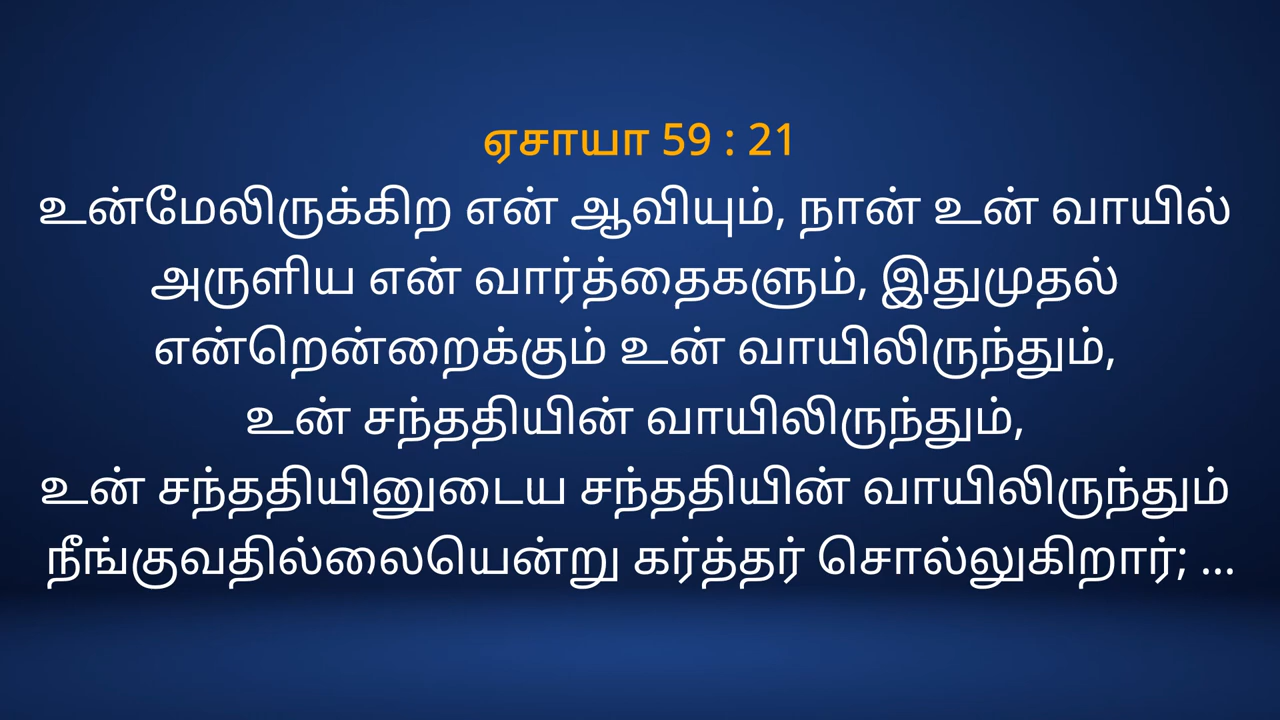 ஏசாயா 59 : 21
உன்மேலிருக்கிற என் ஆவியும், நான் உன் வாயில்
அருளிய என் வார்த்தைகளும், இதுமுதல்
என்றென்றைக்கும் உன் வாயிலிருந்தும்,
உன் சந்ததியின் வாயிலிருந்தும்,
உன் சந்ததியினுடைய சந்ததியின் வாயிலிருந்தும்
நீங்குவதில்லையென்று கர்த்தர் சொல்லுகிறார்; ...